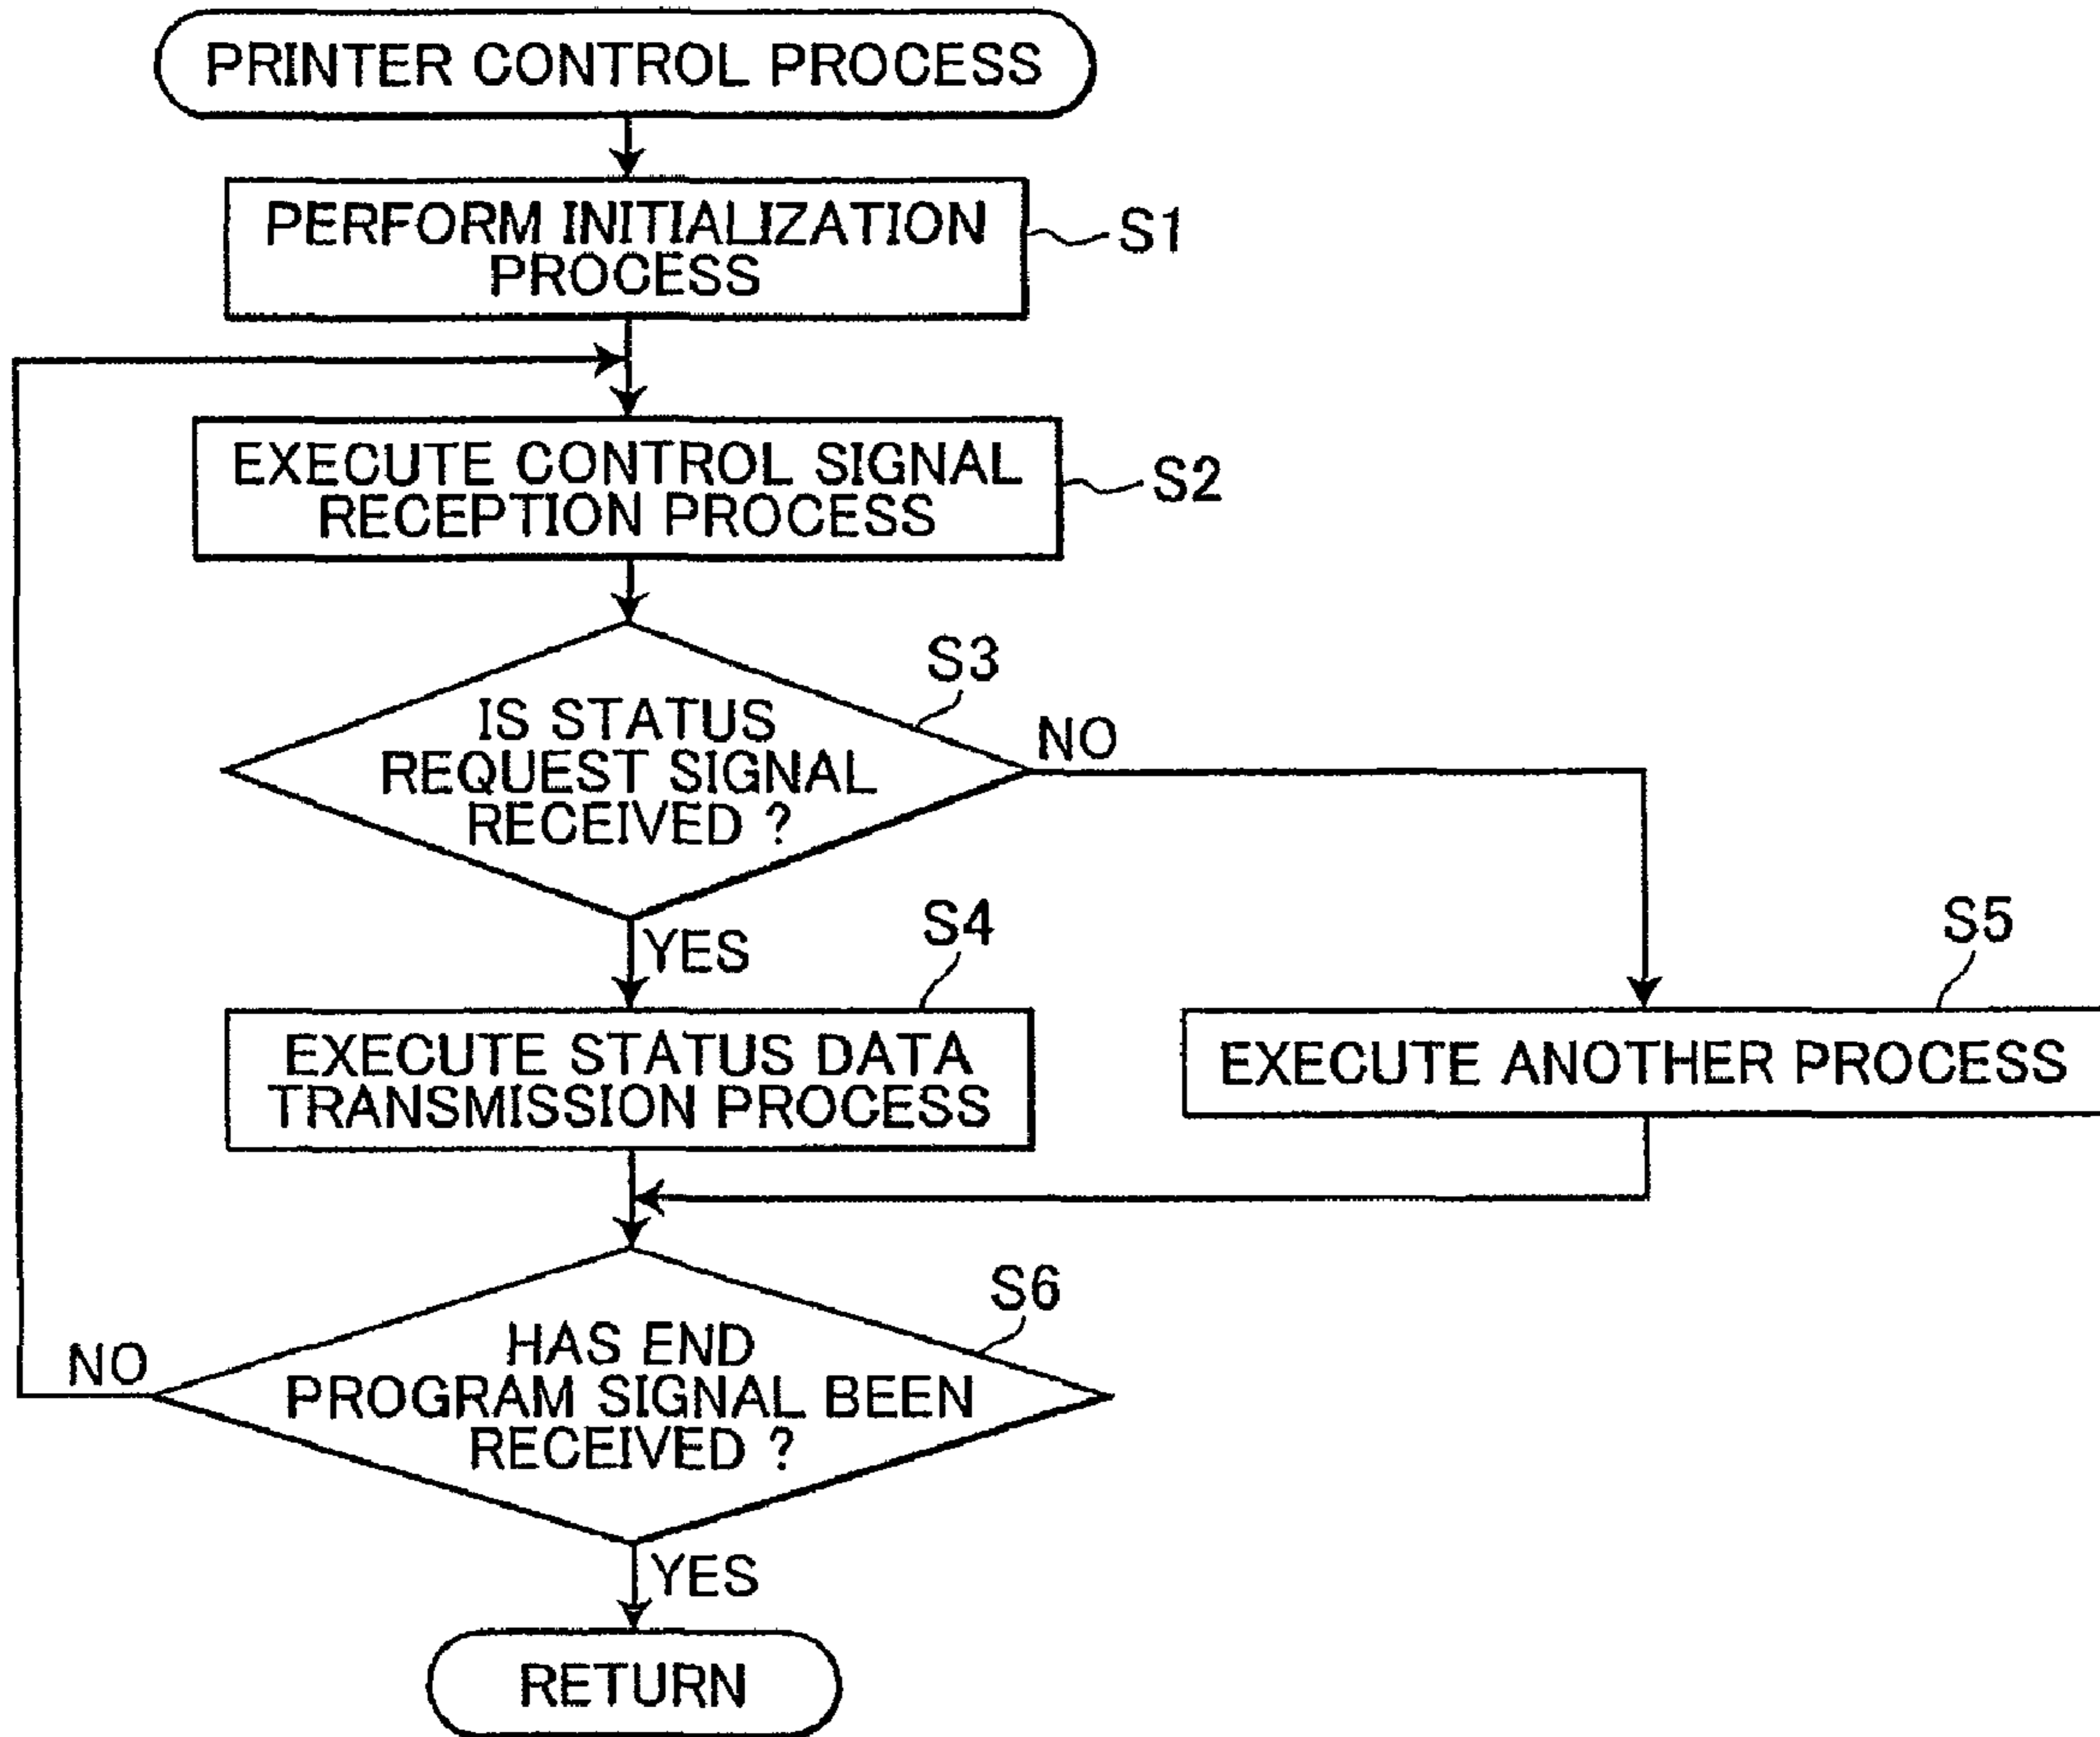 PRINTER CONTROL PROCESS
PERFORM INITIALIZATION
PROCESS
S1
EXECUTE CONTROL SIGNAL
RECEPTION PROCESS
S2
S3
IS STATUS
REQUEST SIGNAL
RECEIVED ?
NO
YES
S4
EXECUTE STATUS DATA
TRANSMISSION PROCESS
S5
EXECUTE ANOTHER PROCESS
S6
HAS END
PROGRAM SIGNAL BEEN
RECEIVED ?
NO
YES
RETURN